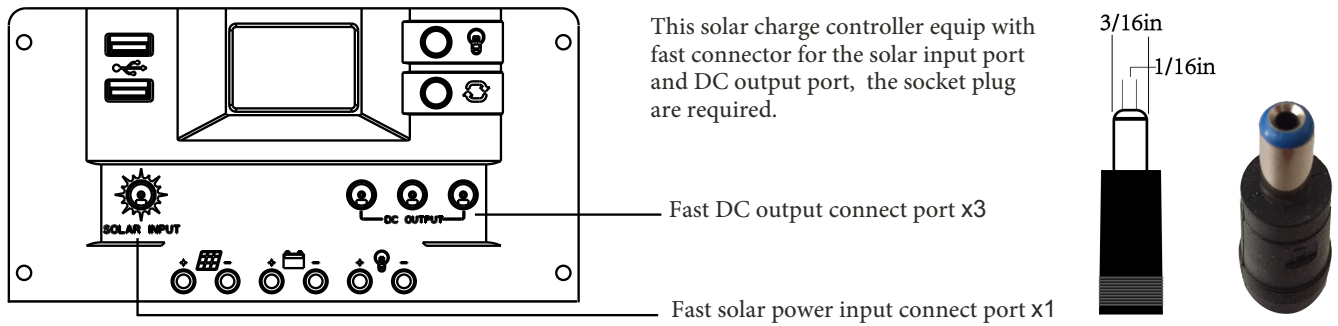 This solar charge controller equip with
fast connector for the solar input port
and DC output port, the socket plug
are required.
3/16in
1/16in
SOLAR INPUT
DC OUTPUT
+ -
+ -
+ -
Fast DC output connect port x3
Fast solar power input connect port x1